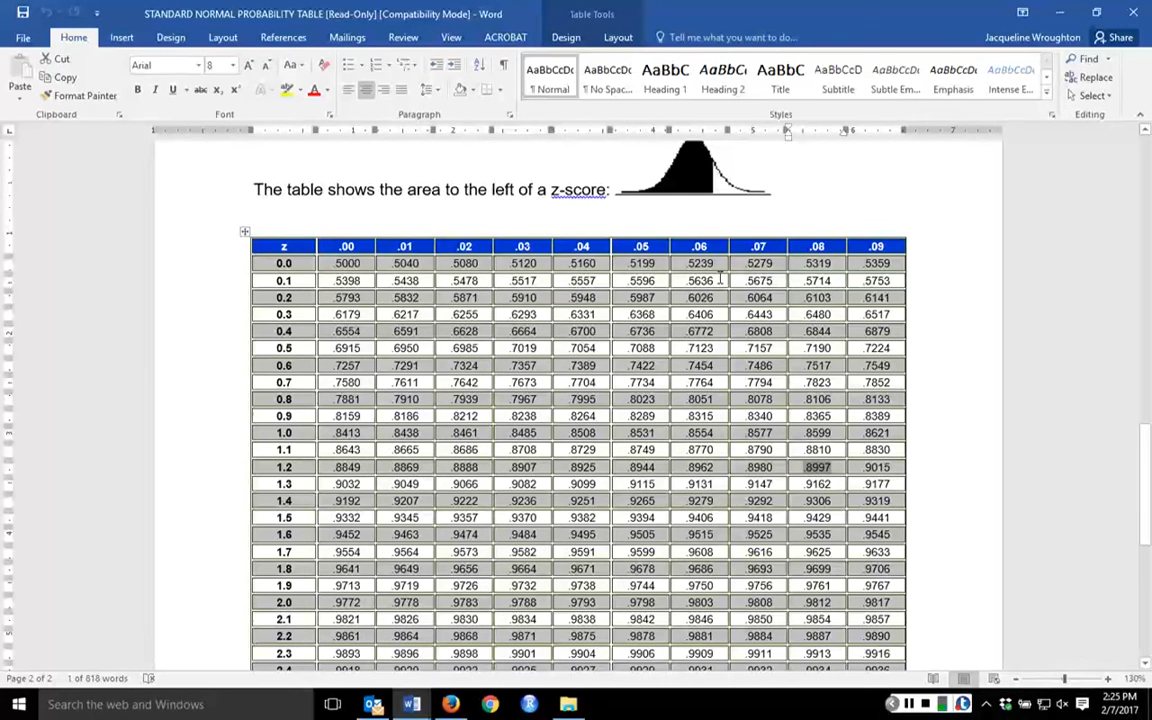 STANDARD NORMAL PROBABILITY TABLE [Read-Only] [Compatibility Mode] - Word
Table Tools
File Home Insert Design Layout References Mailings Review View ACROBAT Design Layout Tell me what you want to do... Jacqueline Wroughton Share
Paste Cut Copy Format Painter
Arial 8
AaBbCcDc AaBbCcDc AaBbC AaBbCc AaBbC AaBbCcD AaBbCcDc AaBbCcDc AaBbCcDc
¶ Normal ¶ No Spac... Heading 1 Heading 2 Title Subtitle Subtle Em... Emphasis Intense E...
Find Replace Select
Clipboard Font Paragraph Styles Editing
The table shows the area to the left of a z-score:
z .00 .01 .02 .03 .04 .05 .06 .07 .08 .09
0.0 .5000 .5040 .5080 .5120 .5160 .5199 .5239 .5279 .5319 .5359
0.1 .5398 .5438 .5478 .5517 .5557 .5596 .5636 .5675 .5714 .5753
0.2 .5793 .5832 .5871 .5910 .5948 .5987 .6026 .6064 .6103 .6141
0.3 .6179 .6217 .6255 .6293 .6331 .6368 .6406 .6443 .6480 .6517
0.4 .6554 .6591 .6628 .6664 .6700 .6736 .6772 .6808 .6844 .6879
0.5 .6915 .6950 .6985 .7019 .7054 .7088 .7123 .7157 .7190 .7224
0.6 .7257 .7291 .7324 .7357 .7389 .7422 .7454 .7486 .7517 .7549
0.7 .7580 .7611 .7642 .7673 .7704 .7734 .7764 .7794 .7823 .7852
0.8 .7881 .7910 .7939 .7967 .7995 .8023 .8051 .8078 .8106 .8133
0.9 .8159 .8186 .8212 .8238 .8264 .8289 .8315 .8340 .8365 .8389
1.0 .8413 .8438 .8461 .8485 .8508 .8531 .8554 .8577 .8599 .8621
1.1 .8643 .8665 .8686 .8708 .8729 .8749 .8770 .8790 .8810 .8830
1.2 .8849 .8869 .8888 .8907 .8925 .8944 .8962 .8980 .8997 .9015
1.3 .9032 .9049 .9066 .9082 .9099 .9115 .9131 .9147 .9162 .9177
1.4 .9192 .9207 .9222 .9236 .9251 .9265 .9279 .9292 .9306 .9319
1.5 .9332 .9345 .9357 .9370 .9382 .9394 .9406 .9418 .9429 .9441
1.6 .9452 .9463 .9474 .9484 .9495 .9505 .9515 .9525 .9535 .9545
1.7 .9554 .9564 .9573 .9582 .9591 .9599 .9608 .9616 .9625 .9633
1.8 .9641 .9649 .9656 .9664 .9671 .9678 .9686 .9693 .9699 .9706
1.9 .9713 .9719 .9726 .9732 .9738 .9744 .9750 .9756 .9761 .9767
2.0 .9772 .9778 .9783 .9788 .9793 .9798 .9803 .9808 .9812 .9817
2.1 .9821 .9826 .9830 .9834 .9838 .9842 .9846 .9850 .9854 .9857
2.2 .9861 .9864 .9868 .9871 .9875 .9878 .9881 .9884 .9887 .9890
2.3 .9893 .9896 .9898 .9901 .9904 .9906 .9909 .9911 .9913 .9916
Page 2 of 2 1 of 818 words 130%
Search the web and Windows
2:25 PM
2/7/2017